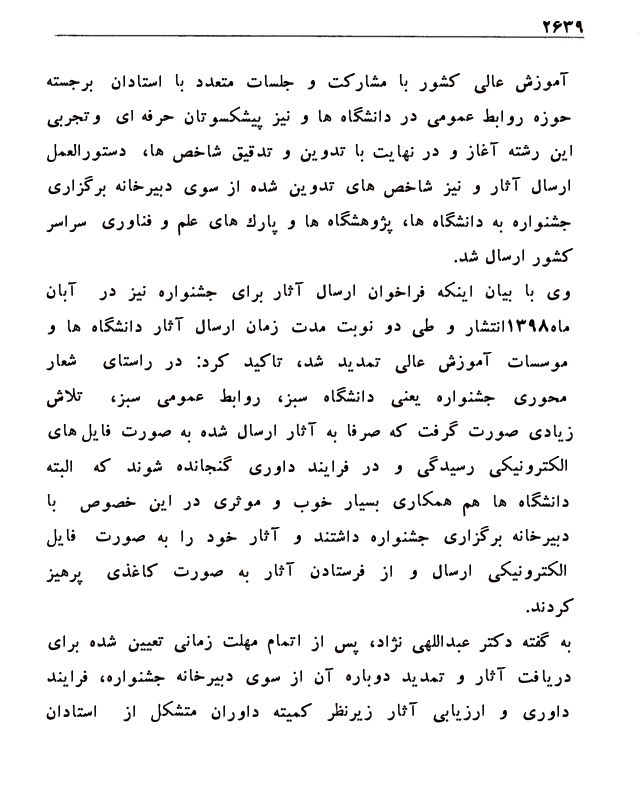 ۲۶۳۹
آموزش عالی کشور با مشارکت و جلسات متعدد با استادان برجسته
حوزه روابط عمومی در دانشگاه ها و نیز پیشکسوتان حرفه ای وتجربی
این رشته آغاز و در نهایت با تدوین و تدقیق شاخص ها، دستورالعمل
ارسال آثار و نیز شاخص های تدوین شده از سوی دبیرخانه برگزاری
جشنواره به دانشگاه ها، پژوهشگاه ها و پارك های علم و فناوری سراسر
کشور ارسال شد.
وی با بیان اینکه فراخوان ارسال آثار برای جشنواره نیز در آبان
ماه۱۳۹۸انتشار و طی دو نوبت مدت زمان ارسال آثار دانشگاه ها و
موسسات آموزش عالی تمدید شد، تاکید کرد: در راستای شعار
محوری جشنواره یعنی دانشگاه سبز، روابط عمومی سبز، تلاش
زیادی صورت گرفت که صرفا به آثار ارسال شده به صورت فایل های
الکترونیکی رسیدگی و در فرایند داوری گنجانده شوند که البته
دانشگاه ها هم همکاری بسیار خوب و موثری در این خصوص با
دبیرخانه برگزاری جشنواره داشتند و آثار خود را به صورت فایل
الکترونیکی ارسال و از فرستادن آثار به صورت کاغذی پرهیز
کردند.
به گفته دکتر عبداللهی نژاد، پس از اتمام مهلت زمانی تعیین شده برای
دریافت آثار و تمدید دوباره آن از سوی دبیرخانه جشنواره، فرایند
داوری و ارزیابی آثار زیرنظر کمیته داوران متشکل از استادان